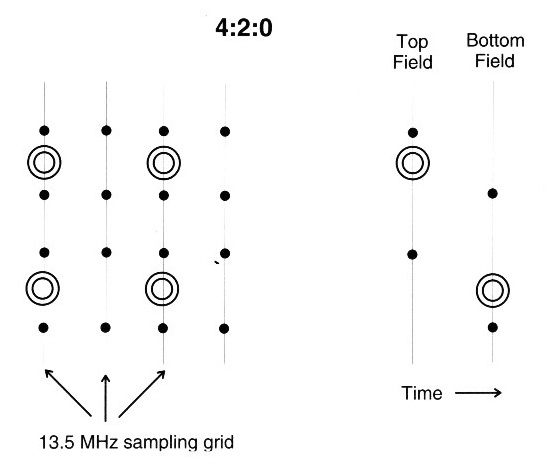 4:2:0
Top
Field
Bottom
Field
Time
13.5 MHz sampling grid